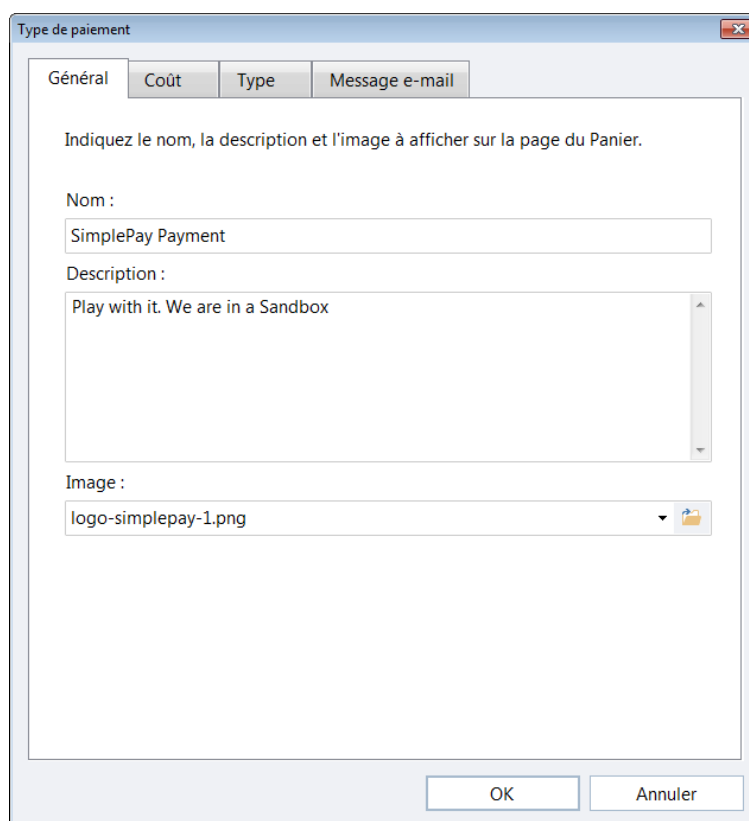 Type de paiement
Général Coût Type Message e-mail
Indiquez le nom, la description et l'image à afficher sur la page du Panier.
Nom :
SimplePay Payment
Description :
Play with it. We are in a Sandbox
Image :
logo-simplepay-1.png
OK Annuler